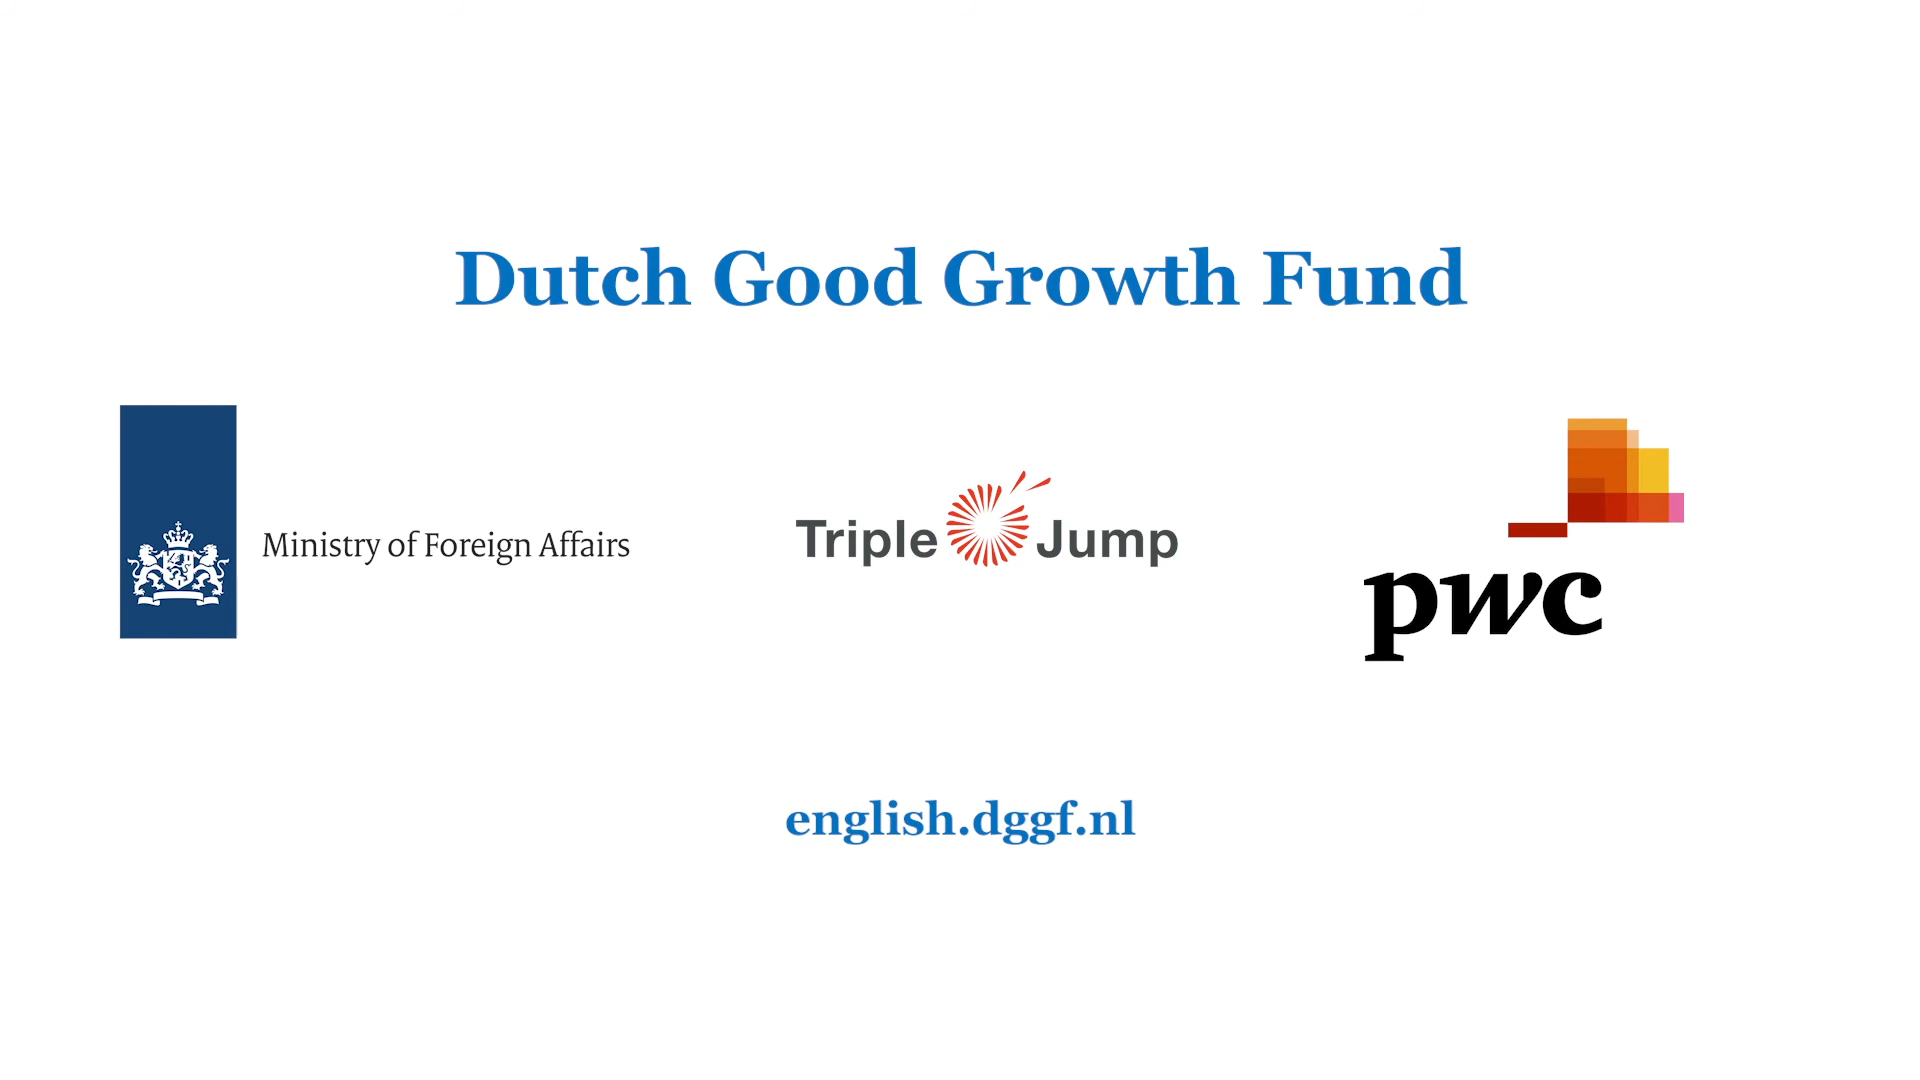 Dutch Good Growth Fund
Ministry of Foreign Affairs
Triple Jump
pwc
english.dggf.nl